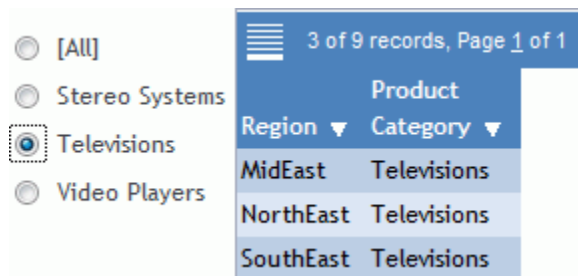 [All]
Stereo Systems
Televisions
Video Players
3 of 9 records, Page 1 of 1
Region Product Category
MidEast Televisions
NorthEast Televisions
SouthEast Televisions